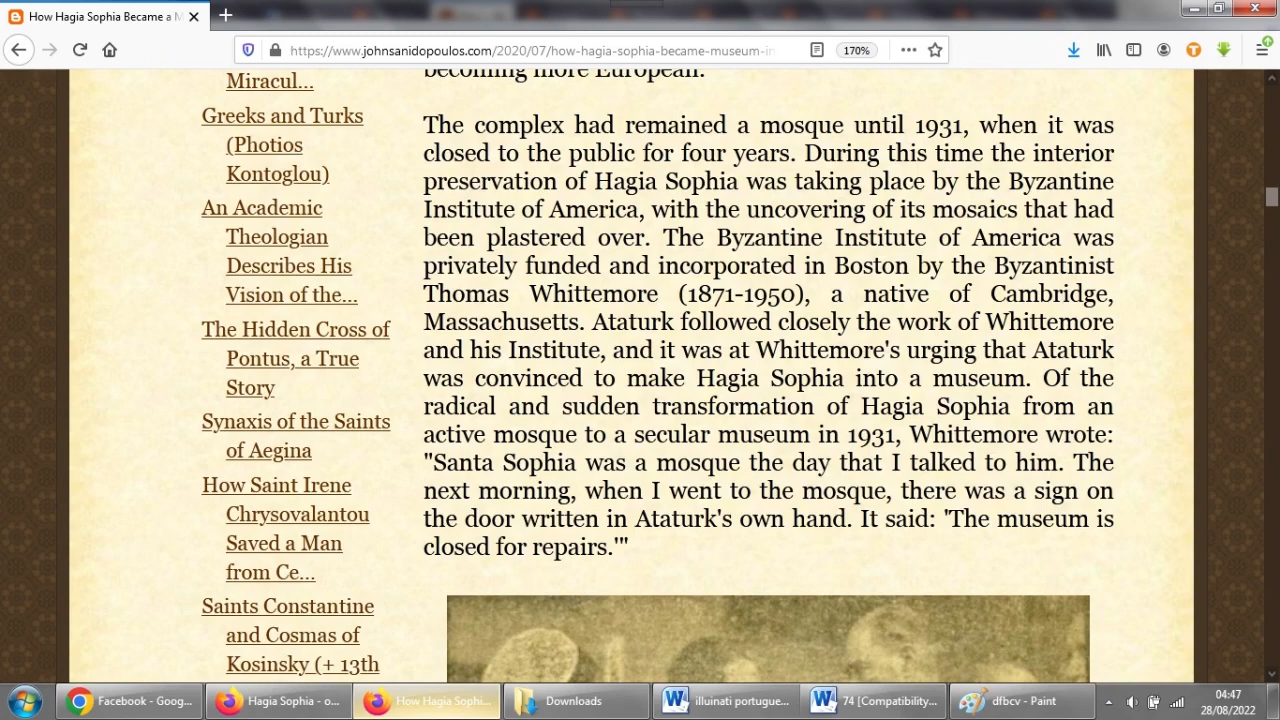 How Hagia Sophia Became a M
https://www.johnsanidopoulos.com/2020/07/how-hagia-sophia-became-museum-in
170%
Miracul...
Greeks and Turks
(Photios
Kontoglou)
An Academic
Theologian
Describes His
Vision of the...
The Hidden Cross of
Pontus, a True
Story
Synaxis of the Saints
of Aegina
How Saint Irene
Chrysovalantou
Saved a Man
from Ce...
Saints Constantine
and Cosmas of
Kosinsky (+ 13th
becoming more European.
The complex had remained a mosque until 1931, when it was
closed to the public for four years. During this time the interior
preservation of Hagia Sophia was taking place by the Byzantine
Institute of America, with the uncovering of its mosaics that had
been plastered over. The Byzantine Institute of America was
privately funded and incorporated in Boston by the Byzantinist
Thomas Whittemore (1871-1950), a native of Cambridge,
Massachusetts. Ataturk followed closely the work of Whittemore
and his Institute, and it was at Whittemore's urging that Ataturk
was convinced to make Hagia Sophia into a museum. Of the
radical and sudden transformation of Hagia Sophia from an
active mosque to a secular museum in 1931, Whittemore wrote:
"Santa Sophia was a mosque the day that I talked to him. The
next morning, when I went to the mosque, there was a sign on
the door written in Ataturk's own hand. It said: 'The museum is
closed for repairs.'"
Facebook - Goog...
Hagia Sophia - o...
How Hagia Sophi...
Downloads
illuinati portugue...
74 [Compatibility...
dfbcv - Paint
04:47
28/08/2022